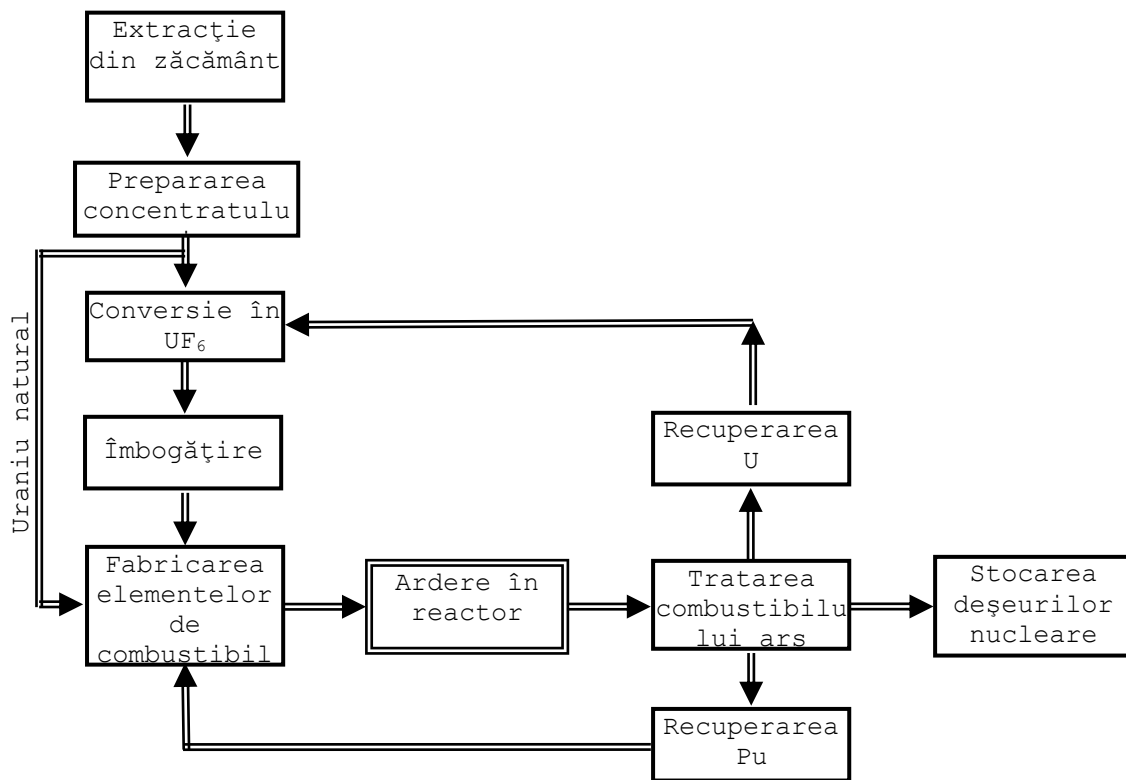 Extracţie
din zăcământ
Prepararea
concentratulu
Uraniu natural
Conversie în
UF₆
Îmbogăţire
Recuperarea
U
Fabricarea
elementelor
de
combustibil
Ardere în
reactor
Tratarea
combustibilu
lui ars
Stocarea
deşeurilor
nucleare
Recuperarea
Pu